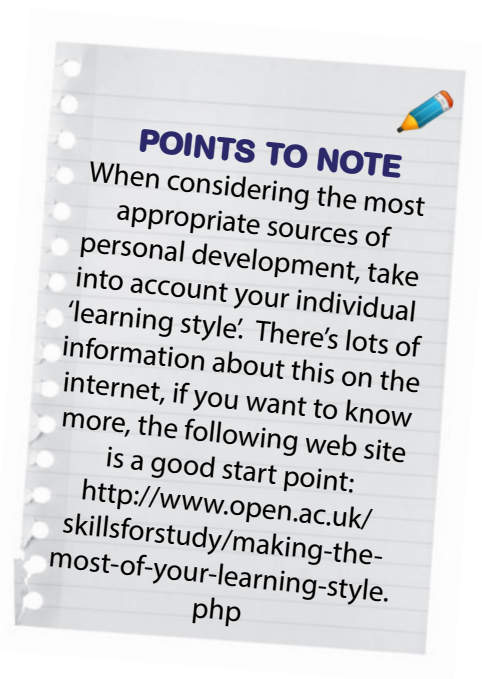 POINTS TO NOTE
When considering the most
appropriate sources of
personal development, take
into account your individual
‘learning style’. There’s lots of
information about this on the
internet, if you want to know
more, the following web site
is a good start point:
http://www.open.ac.uk/
skillsforstudy/making-the-
most-of-your-learning-style.
php